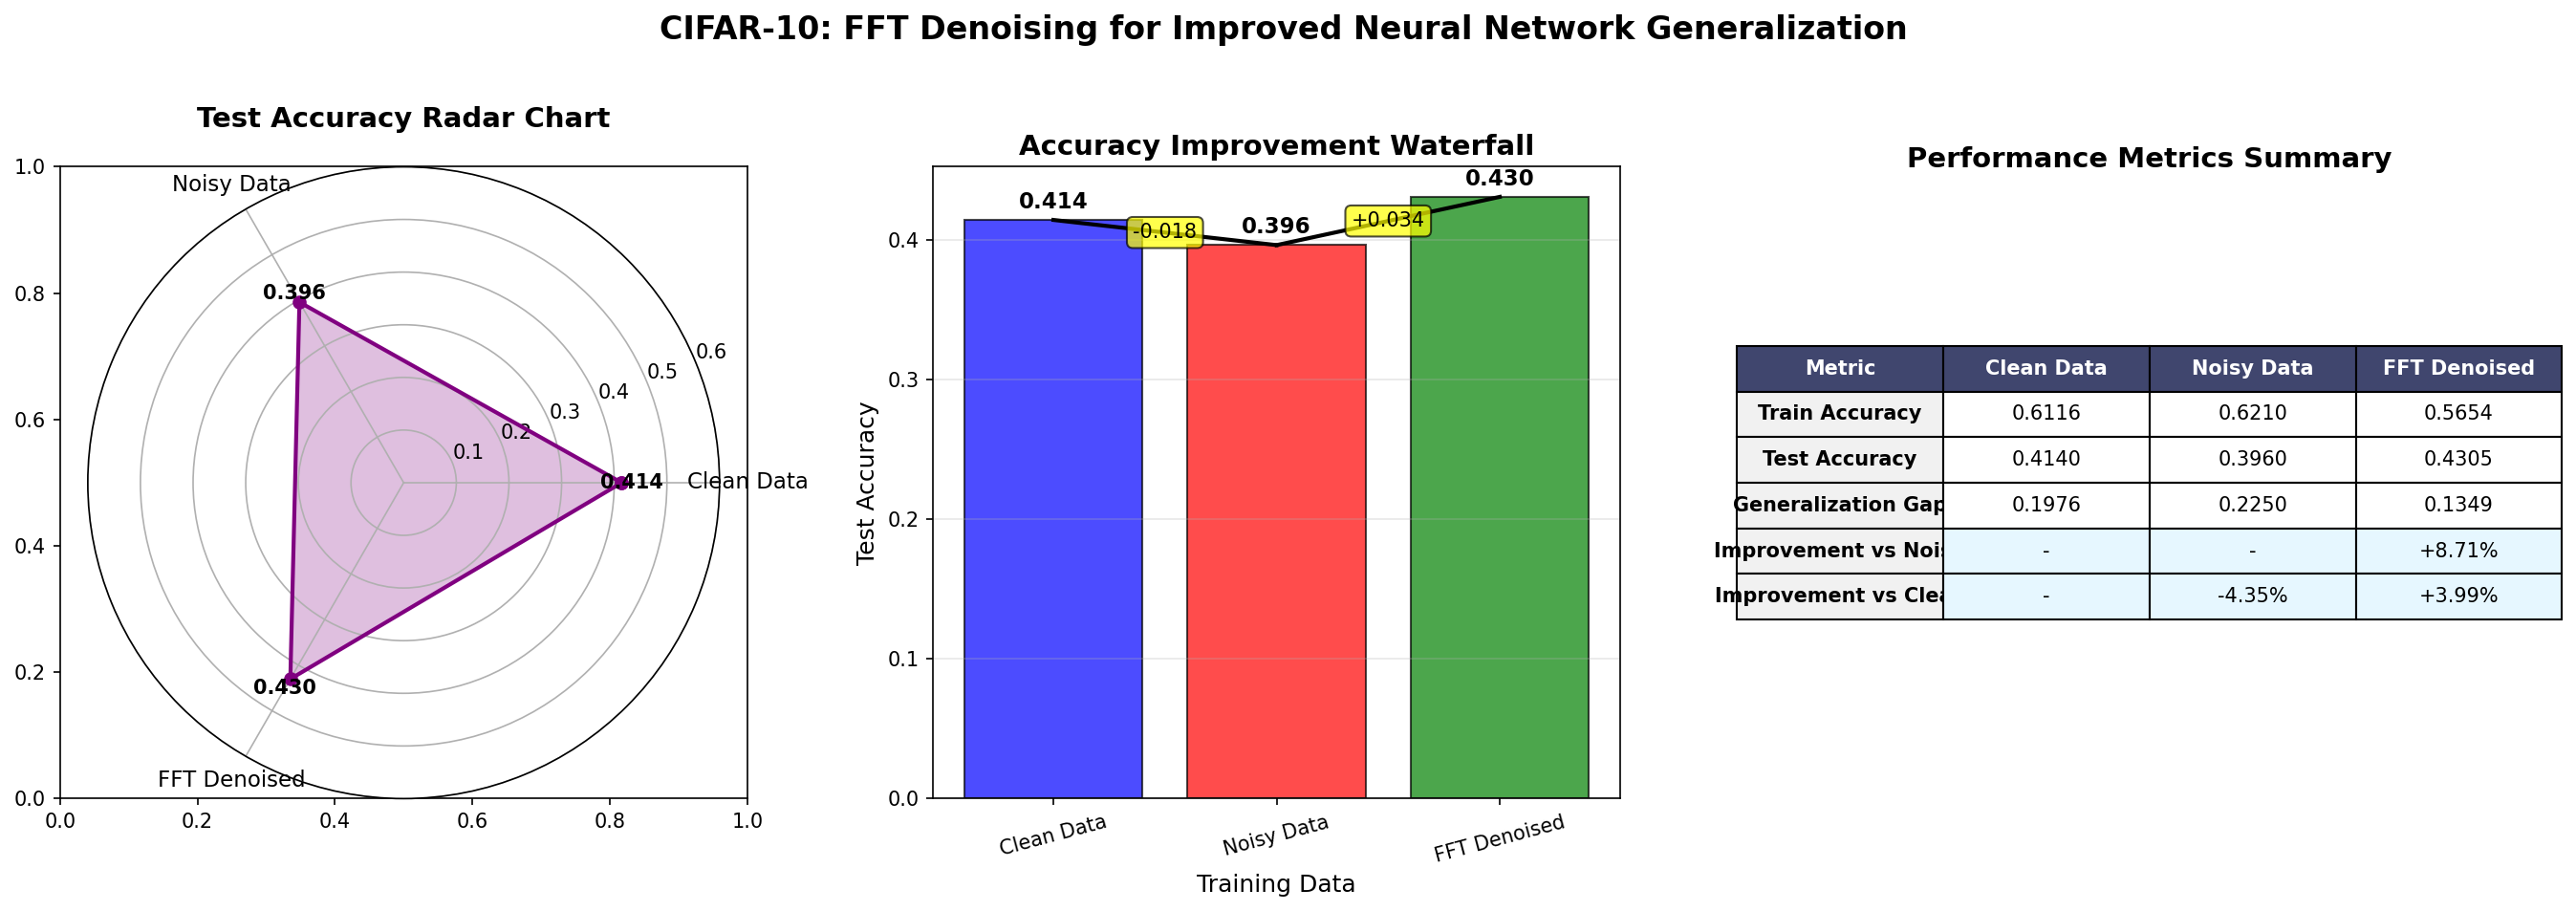 CIFAR-10: FFT Denoising for Improved Neural Network Generalization
Test Accuracy Radar Chart
1.0
0.8
0.6
0.4
0.2
0.0
0.0
0.2
0.4
0.6
0.8
1.0
Noisy Data
0.396
0.6
0.5
0.4
0.3
0.2
0.1
0.414
Clean Data
0.430
FFT Denoised
Accuracy Improvement Waterfall
Test Accuracy
0.4
0.3
0.2
0.1
0.0
0.414
-0.018
0.396
+0.034
0.430
Clean Data
Noisy Data
FFT Denoised
Training Data
Performance Metrics Summary
Metric Clean Data Noisy Data FFT Denoised
Train Accuracy 0.6116 0.6210 0.5654
Test Accuracy 0.4140 0.3960 0.4305
Generalization Gap 0.1976 0.2250 0.1349
Improvement vs Nois - - +8.71%
Improvement vs Clea - -4.35% +3.99%